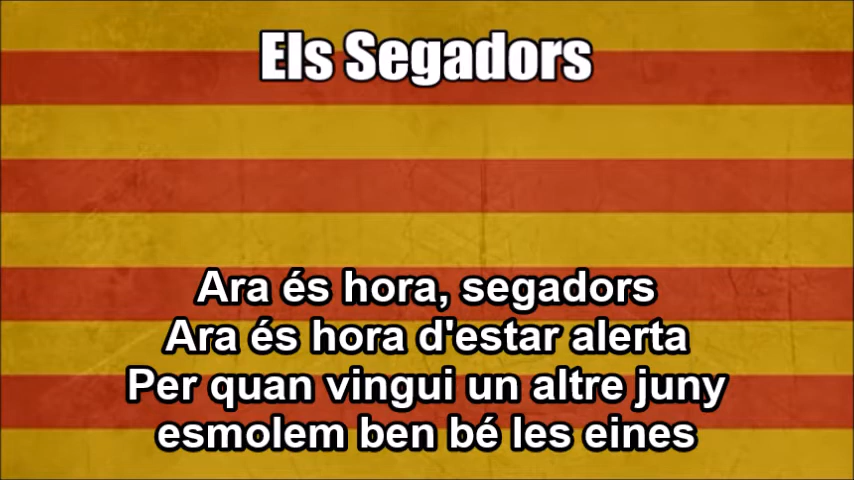 Els Segadors
Ara és hora, segadors
Ara és hora d'estar alerta
Per quan vingui un altre juny
esmolem ben bé les eines